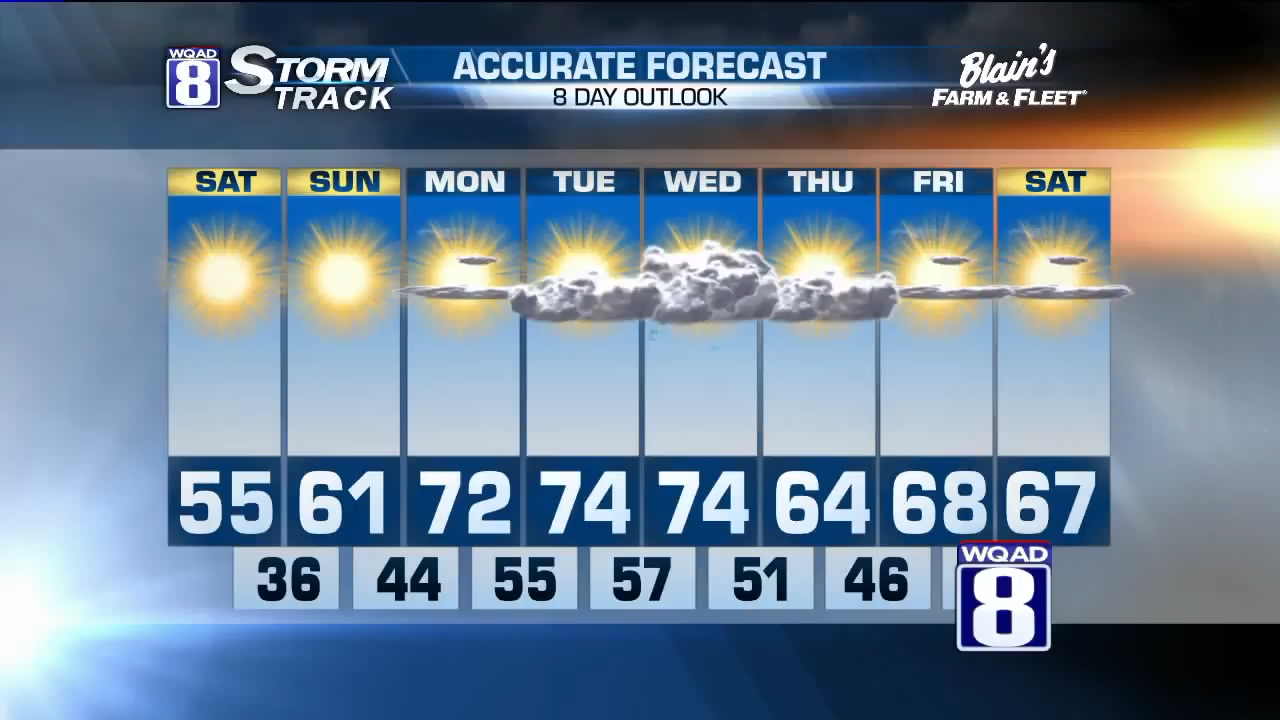 WQAD
8
STORM
TRACK
ACCURATE FORECAST
8 DAY OUTLOOK
Blain's
FARM & FLEET
SAT SUN MON TUE WED THU FRI SAT
55 61 72 74 74 64 68 67
36 44 55 57 51 46
WQAD
8